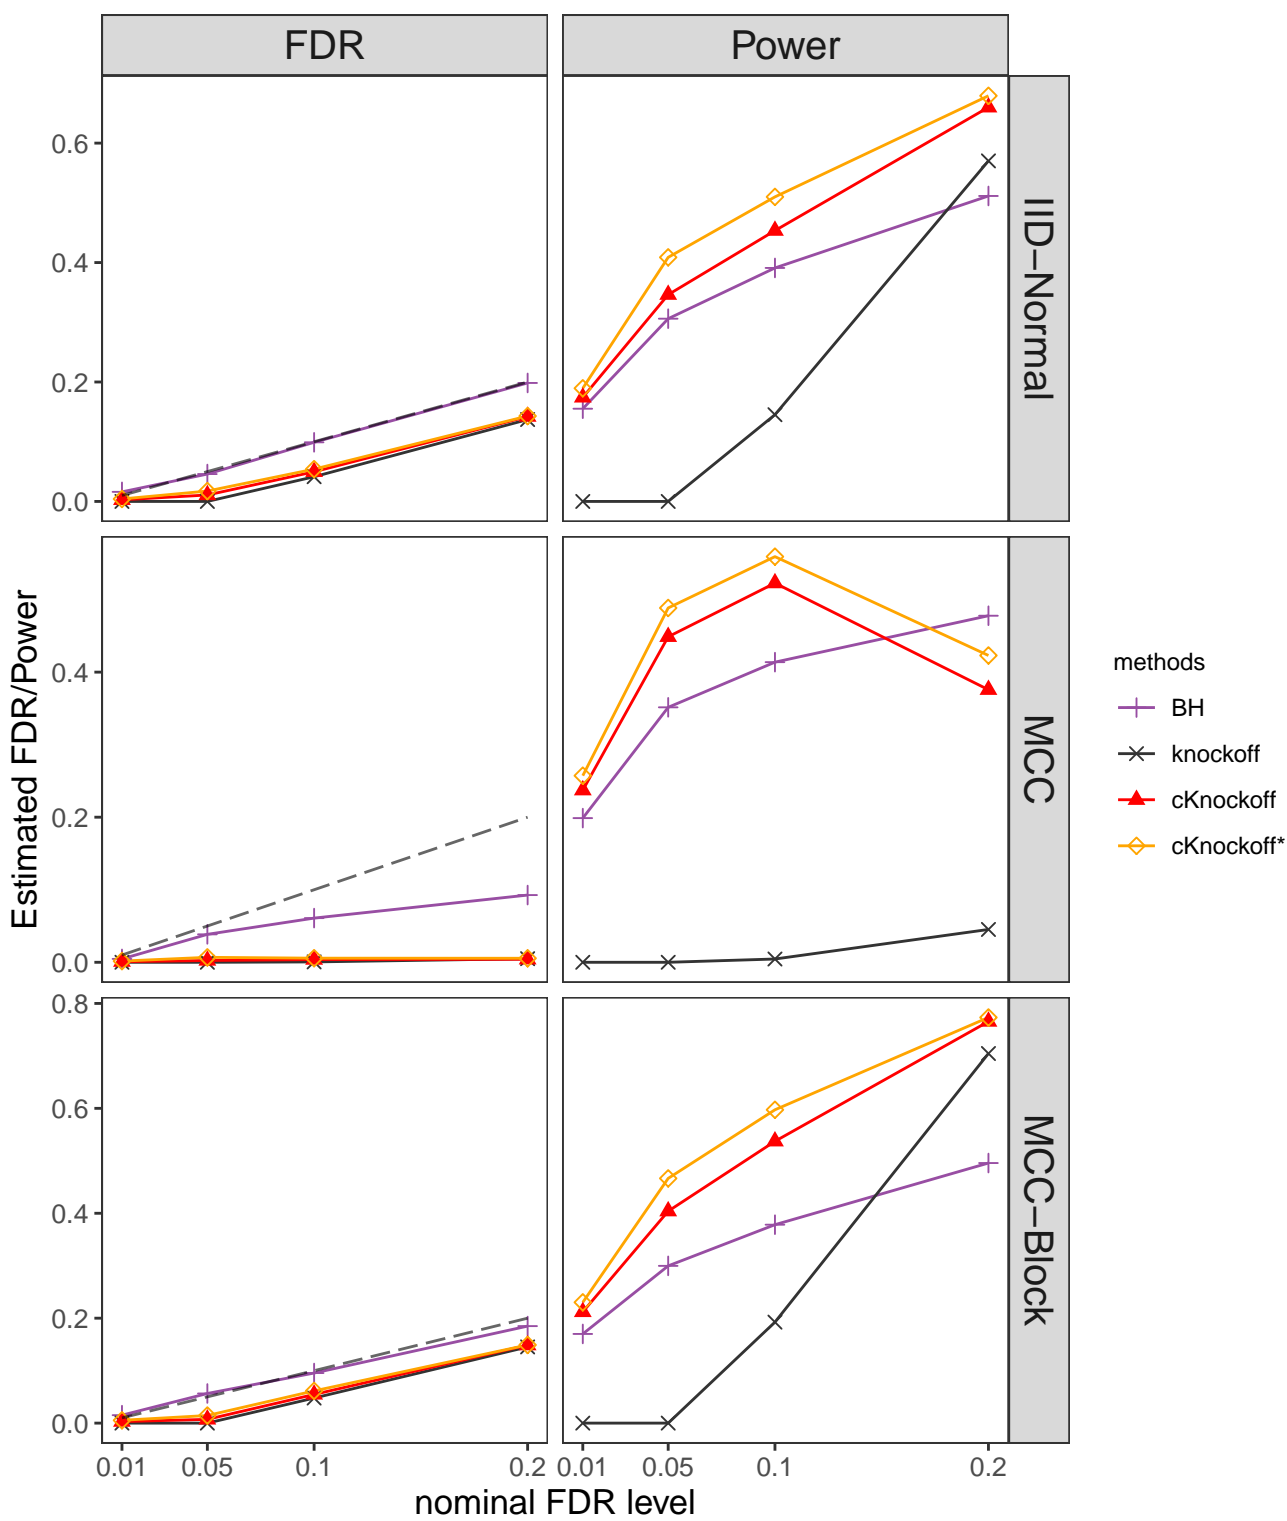 FDR
Power
0.6
0.4
0.2
0.0
IID−Normal
0.4
0.2
0.0
MCC
0.8
0.6
0.4
0.2
0.0
MCC−Block
Estimated FDR/Power
0.01 0.05 0.1 0.2
0.01 0.05 0.1 0.2
nominal FDR level
methods
BH
knockoff
cKnockoff
cKnockoff*